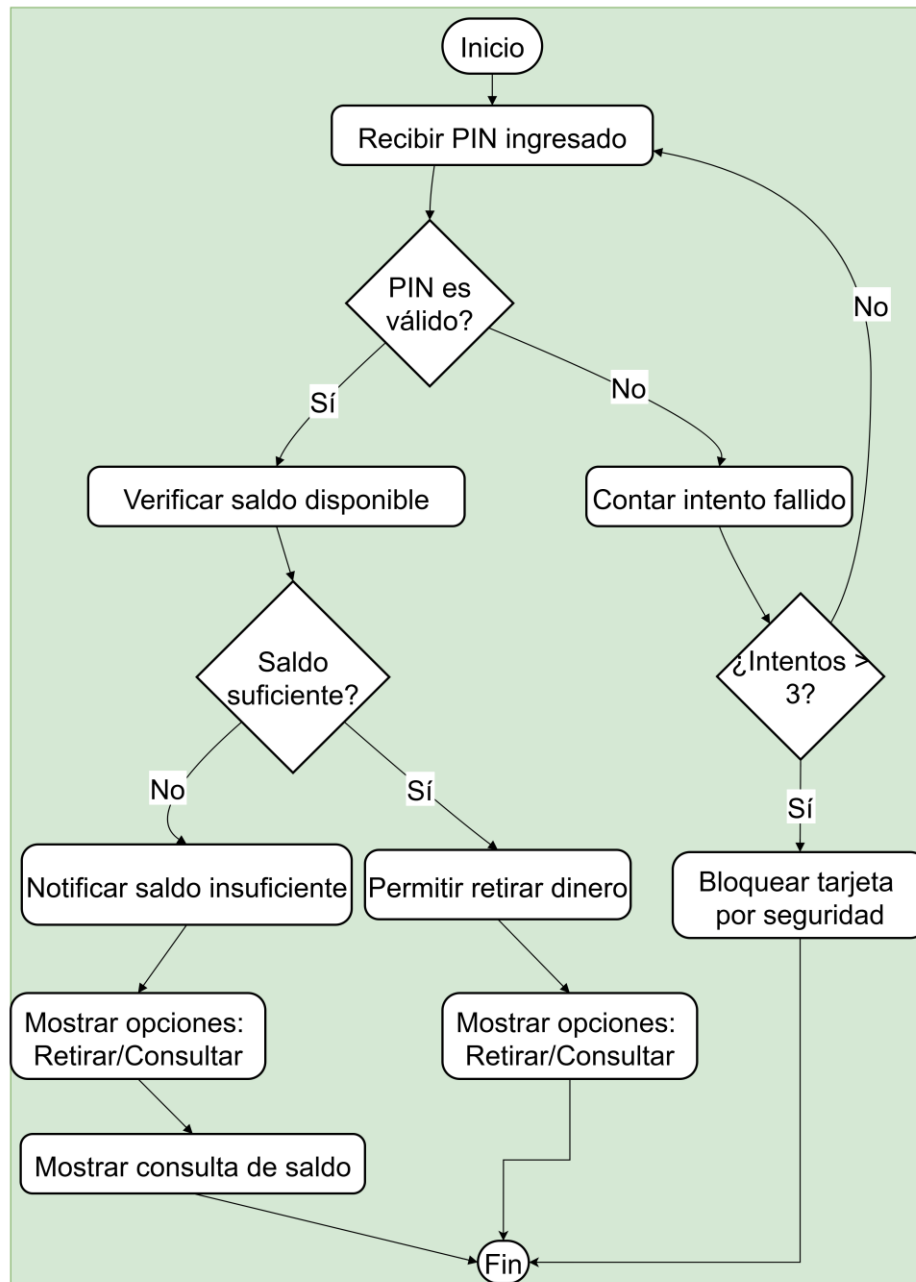 Inicio
Recibir PIN ingresado
PIN es
válido?
No
Sí
No
Verificar saldo disponible
Contar intento fallido
Saldo
suficiente?
¿Intentos >
3?
No
Sí
Sí
Notificar saldo insuficiente
Permitir retirar dinero
Bloquear tarjeta
por seguridad
Mostrar opciones:
Retirar/Consultar
Mostrar opciones:
Retirar/Consultar
Mostrar consulta de saldo
Fin